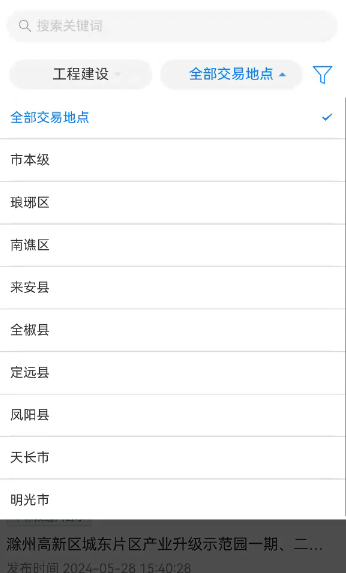 搜索关键词
工程建设
全部交易地点
全部交易地点
市本级
琅琊区
南谯区
来安县
全椒县
定远县
凤阳县
天长市
明光市
滁州高新区城东片区产业升级示范园一期、二...
发布时间 2024-05-28 15:40:28